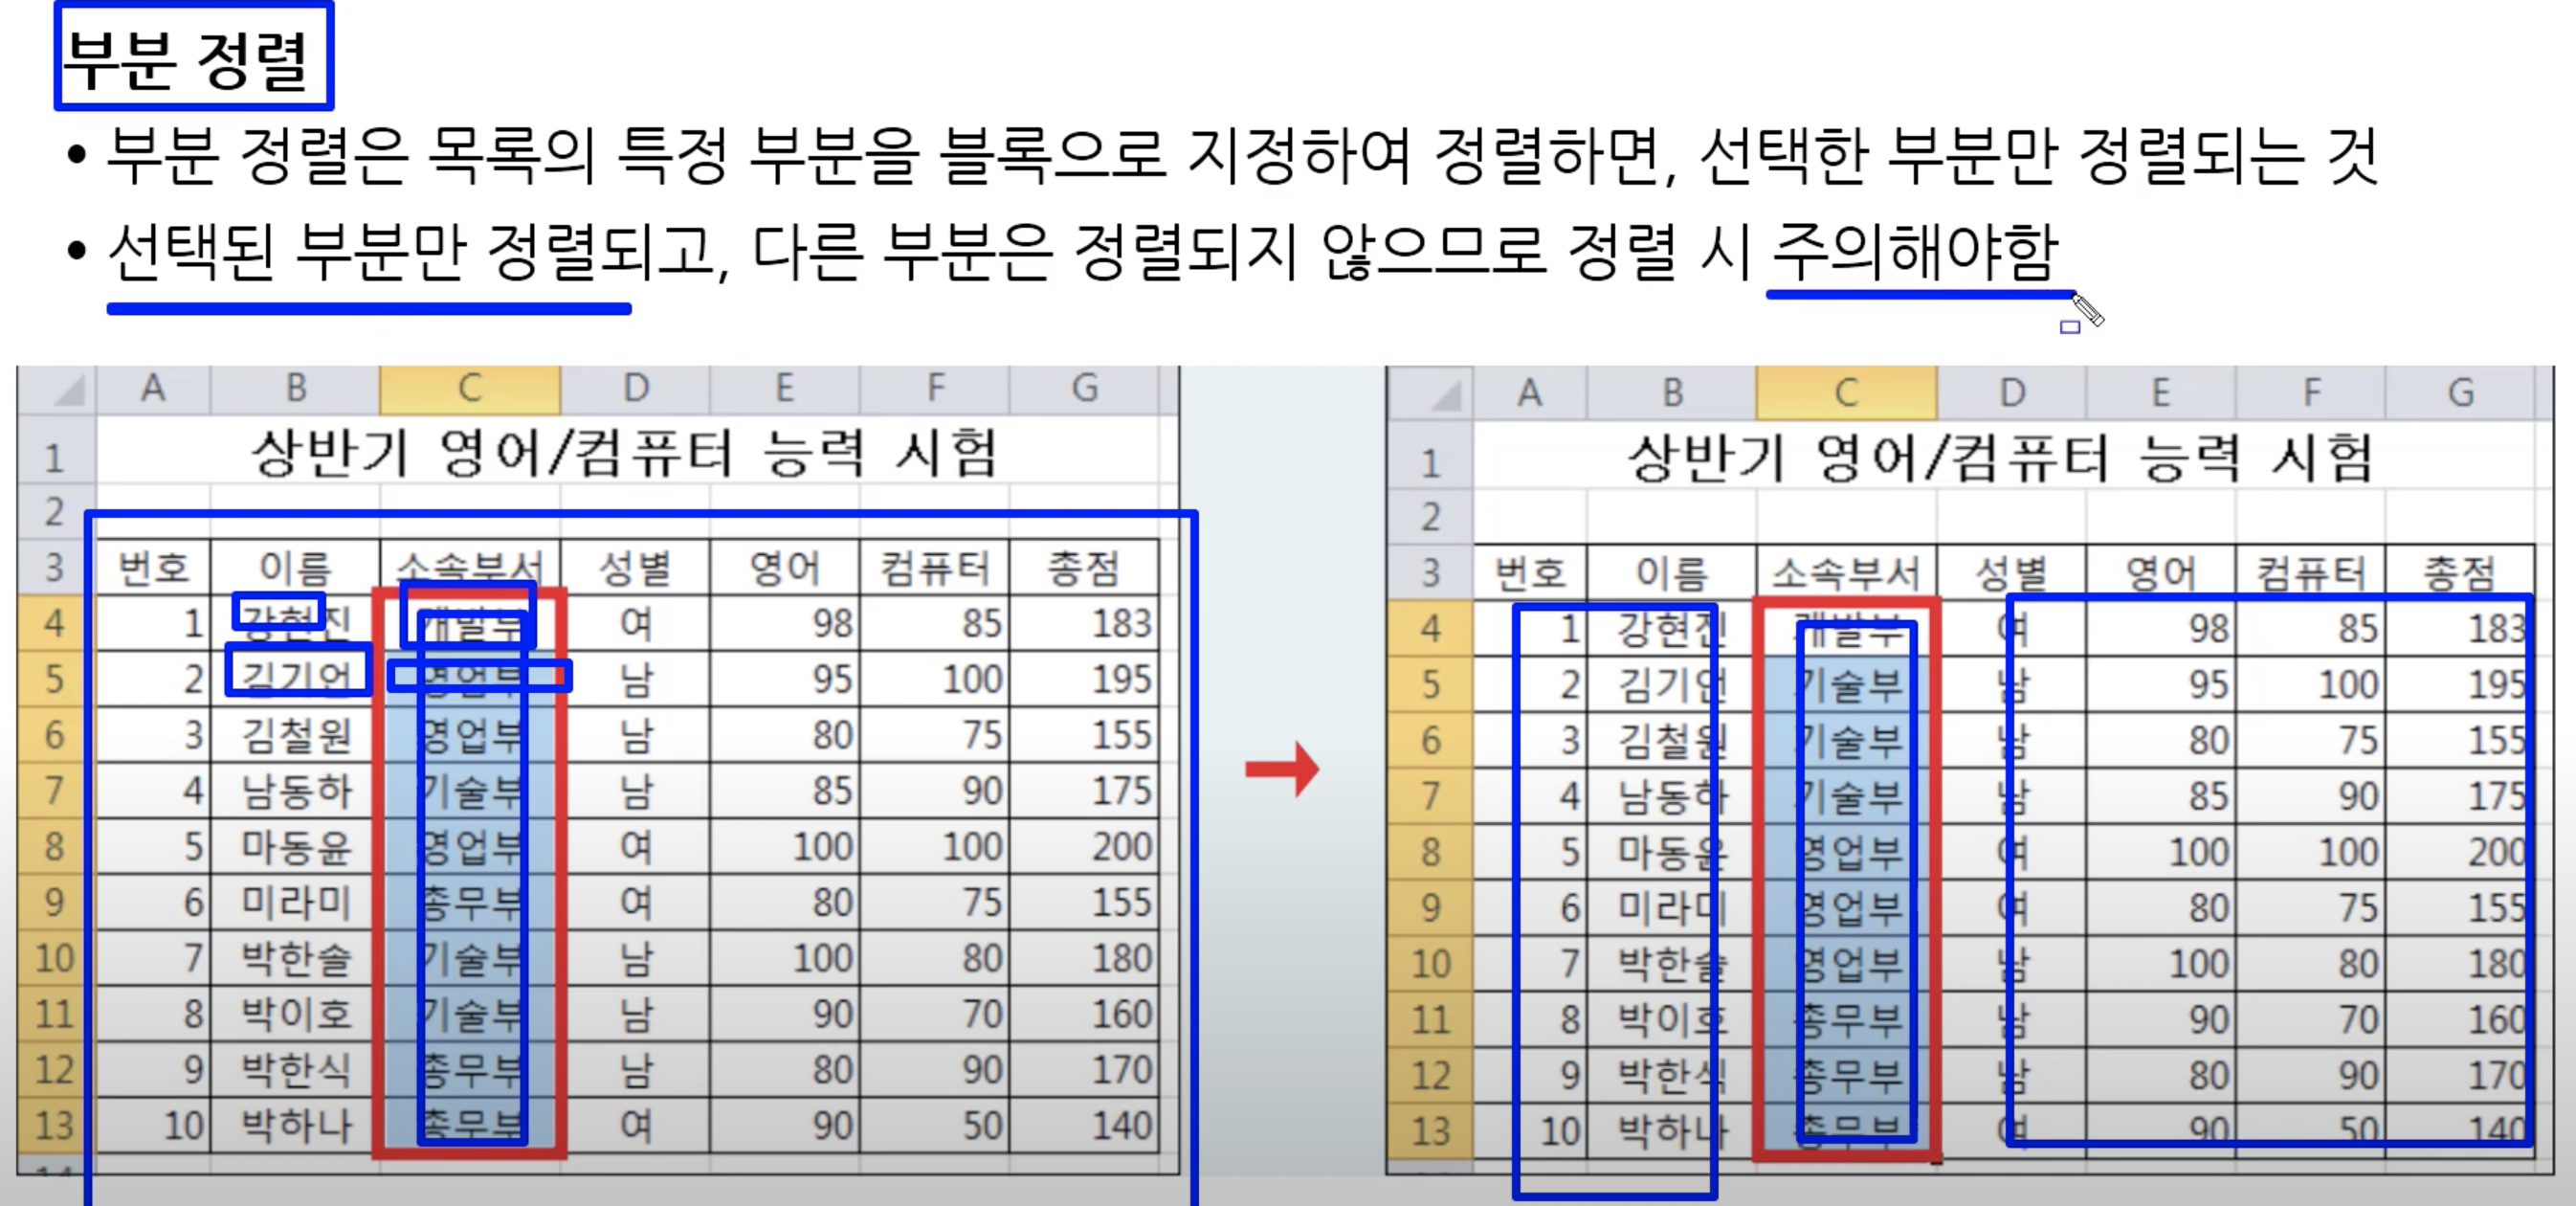 부분 정렬
• 부분 정렬은 목록의 특정 부분을 블록으로 지정하여 정렬하면, 선택한 부분만 정렬되는 것
• 선택된 부분만 정렬되고, 다른 부분은 정렬되지 않으므로 정렬 시 주의해야함
A B C D E F G
1 상반기 영어/컴퓨터 능력 시험
2
3 번호 이름 소속부서 성별 영어 컴퓨터 총점
4 1 강현진 개발부 여 98 85 183
5 2 김기언 영업부 남 95 100 195
6 3 김철원 영업부 남 80 75 155
7 4 남동하 기술부 남 85 90 175
8 5 마동윤 영업부 여 100 100 200
9 6 미라미 총무부 여 80 75 155
10 7 박한솔 기술부 남 100 80 180
11 8 박이호 기술부 남 90 70 160
12 9 박한식 총무부 남 80 90 170
13 10 박하나 총무부 여 90 50 140
14
A B C D E F G
1 상반기 영어/컴퓨터 능력 시험
2
3 번호 이름 소속부서 성별 영어 컴퓨터 총점
4 1 강현진 개발부 여 98 85 183
5 2 김기언 기술부 남 95 100 195
6 3 김철원 기술부 남 80 75 155
7 4 남동하 기술부 남 85 90 175
8 5 마동윤 영업부 여 100 100 200
9 6 미라미 영업부 여 80 75 155
10 7 박한솔 영업부 남 100 80 180
11 8 박이호 총무부 남 90 70 160
12 9 박한식 총무부 남 80 90 170
13 10 박하나 총무부 여 90 50 140